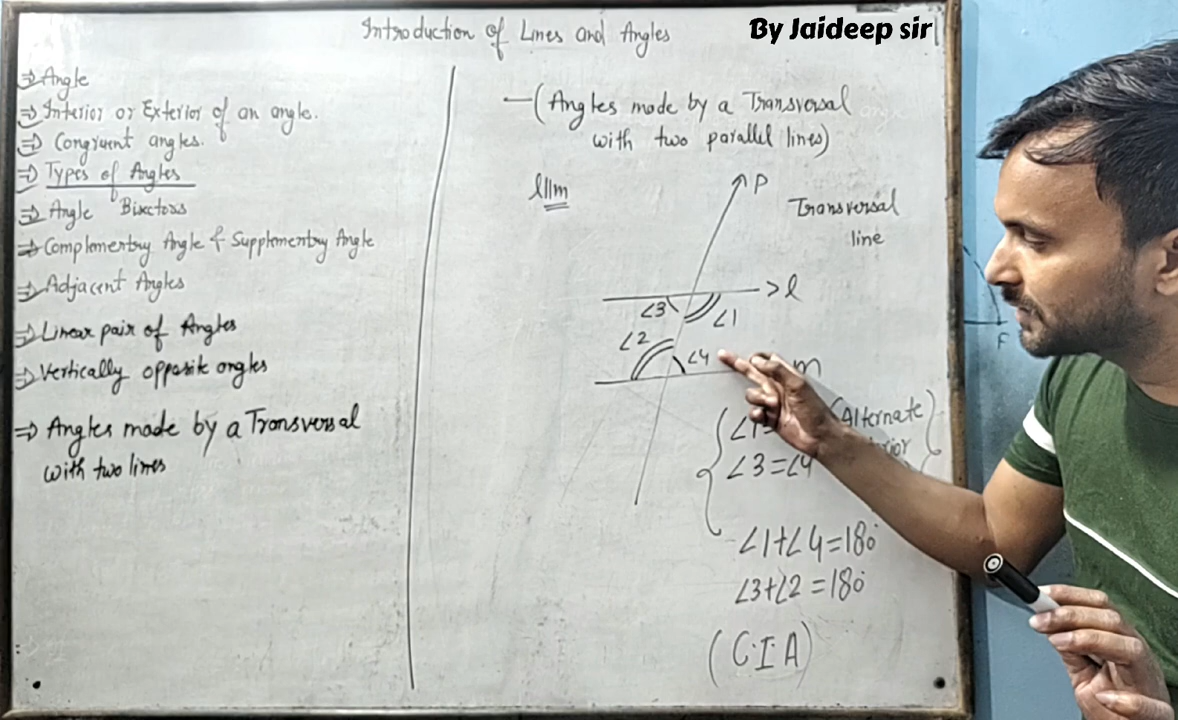 Introduction of Lines and Angles
By Jaideep sir
⇒ Angle
⇒ Interior or Exterior of an angle.
⇒ Congruent angles.
⇒ Types of Angles
⇒ Angle Bisectors
⇒ Complementry Angle & Supplementry Angle
⇒ Adjacent Angles
⇒ Linear pair of Angles
⇒ Vertically opposite angles
⇒ Angles made by a Transversal
with two lines
— (Angles made by a Transversal
with two parallel lines)
l||m
P
Transversal
line
l
∠3
∠1
∠2
∠4
m
F
∠1=
(Alternate
∠3=∠4
∠1+∠4=180°
∠3+∠2=180°
(C.I.A)